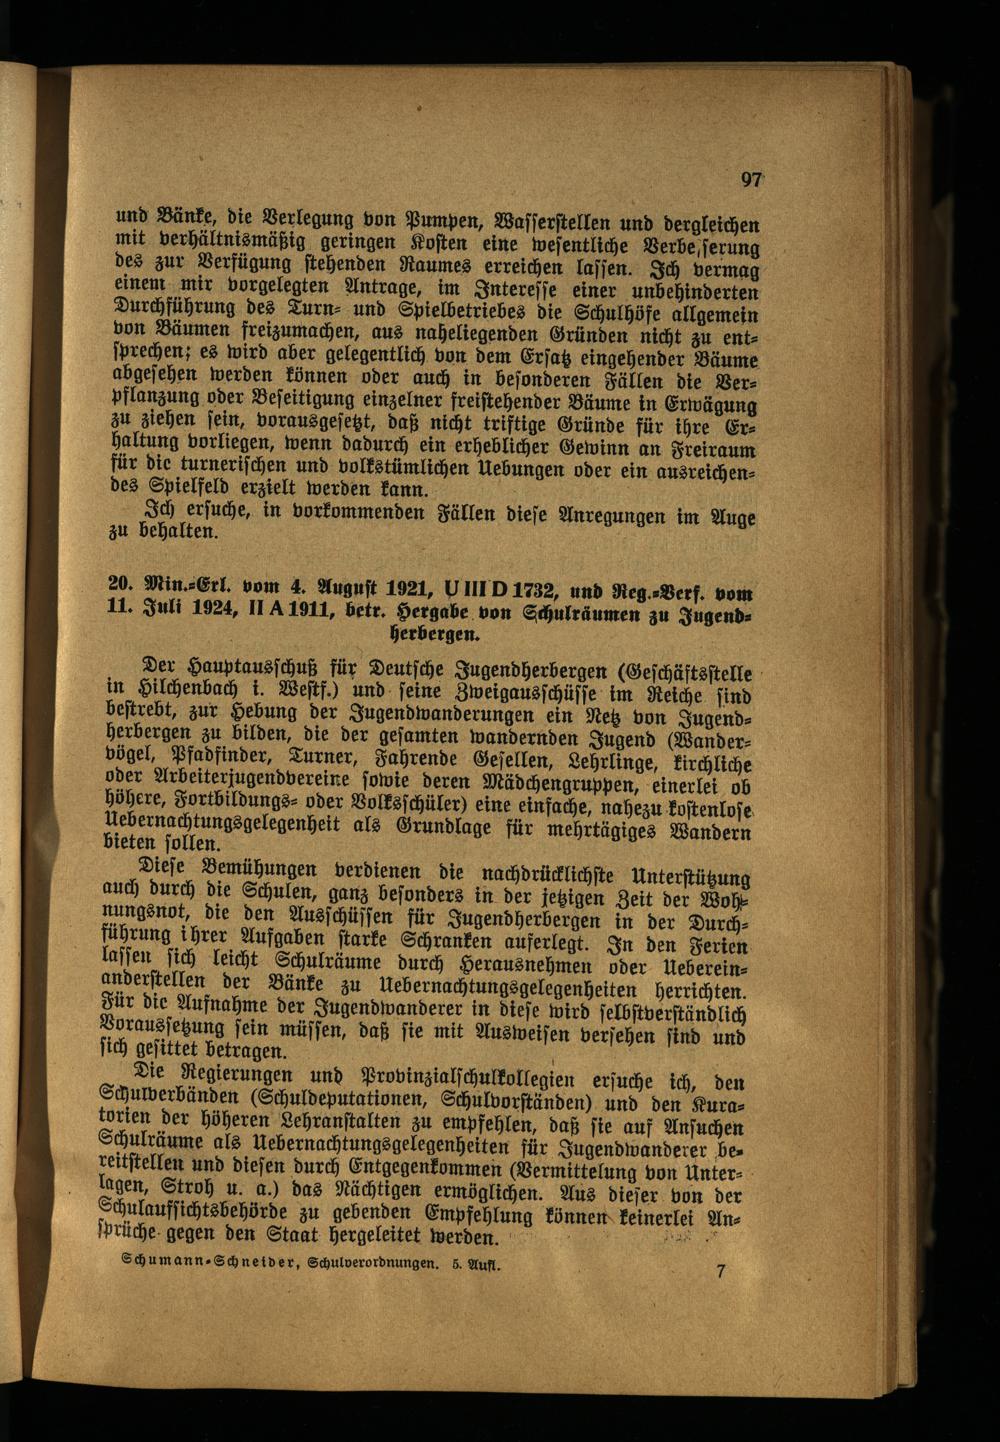 97
und Bänke, die Verlegung von Pumpen, Wasserstellen und dergleichen
mit verhältnismäßig geringen Kosten eine wesentliche Verbesserung
des zur Verfügung stehenden Raumes erreichen lassen. Ich vermag
einem mir vorgelegten Antrage, im Interesse einer unbehinderten
Durchführung des Turn- und Spielbetriebes die Schulhöfe allgemein
von Bäumen freizumachen, aus naheliegenden Gründen nicht zu ent-
sprechen; es wird aber gelegentlich von dem Ersatz eingehender Bäume
abgesehen werden können oder auch in besonderen Fällen die Ver-
pflanzung oder Beseitigung einzelner freistehender Bäume in Erwägung
zu ziehen sein, vorausgesetzt, daß nicht triftige Gründe für ihre Er-
haltung vorliegen, wenn dadurch ein erheblicher Gewinn an Freiraum
für die turnerischen und volkstümlichen Uebungen oder ein ausreichen-
des Spielfeld erzielt werden kann.
Ich ersuche, in vorkommenden Fällen diese Anregungen im Auge
zu behalten.
20. Min.-Erl. vom 4. August 1921, U III D 1732, und Reg.-Verf. vom
11. Juli 1924, II A 1911, betr. Hergabe von Schulräumen zu Jugend-
herbergen.
Der Hauptausschuß für Deutsche Jugendherbergen (Geschäftsstelle
in Hilchenbach i. Westf.) und seine Zweigausschüsse im Reiche sind
bestrebt, zur Hebung der Jugendwanderungen ein Netz von Jugend-
herbergen zu bilden, die der gesamten wandernden Jugend (Wander-
vögel, Pfadfinder, Turner, Fahrende Gesellen, Lehrlinge, kirchliche
oder Arbeiterjugendvereine sowie deren Mädchengruppen, einerlei ob
höhere, Fortbildungs- oder Volksschüler) eine einfache, nahezu kostenlose
Uebernachtungsgelegenheit als Grundlage für mehrtägiges Wandern
bieten sollen.
Diese Bemühungen verdienen die nachdrücklichste Unterstützung
auch durch die Schulen, ganz besonders in der jetzigen Zeit der Woh-
nungsnot, die den Ausschüssen für Jugendherbergen in der Durch-
führung ihrer Aufgaben starke Schranken auferlegt. In den Ferien
lassen sich leicht Schulräume durch Herausnehmen oder Ueberein-
anderstellen der Bänke zu Uebernachtungsgelegenheiten herrichten.
Für die Aufnahme der Jugendwanderer in diese wird selbstverständlich
Voraussetzung sein müssen, daß sie mit Ausweisen versehen sind und
sich gesittet betragen.
Die Regierungen und Provinzialschulkollegien ersuche ich, den
Schulverbänden (Schuldeputationen, Schulvorständen) und den Kura-
torien der höheren Lehranstalten zu empfehlen, daß sie auf Ansuchen
Schulräume als Uebernachtungsgelegenheiten für Jugendwanderer be-
reitstellen und diesen durch Entgegenkommen (Vermittelung von Unter-
lagen, Stroh u. a.) das Nächtigen ermöglichen. Aus dieser von der
Schulaufsichtsbehörde zu gebenden Empfehlung können keinerlei An-
sprüche gegen den Staat hergeleitet werden.
Schumann-Schneider, Schulverordnungen. 5. Aufl.
7